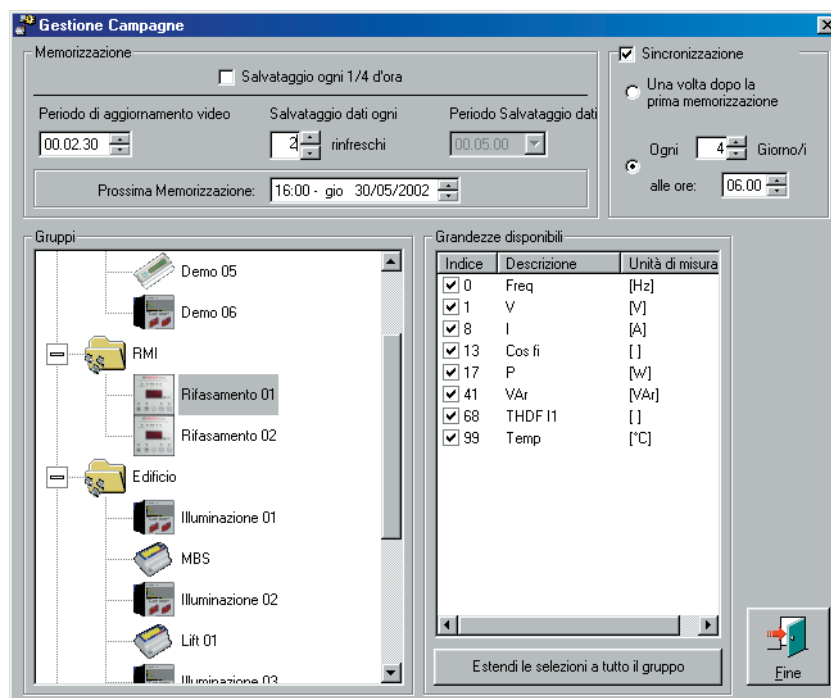 Gestione Campagne
Memorizzazione
Salvataggio ogni 1/4 d'ora
Periodo di aggiornamento video
Salvataggio dati ogni
Periodo Salvataggio dati
00.02.30
2
rinfreschi
00.05.00
Prossima Memorizzazione:
16:00 - gio 30/05/2002
Sincronizzazione
Una volta dopo la
prima memorizzazione
Ogni 4 Giorno/i
alle ore: 06.00
Gruppi
Demo 05
Demo 06
RMI
Rifasamento 01
Rifasamento 02
Edificio
Illuminazione 01
MBS
Illuminazione 02
Lift 01
Illuminazione 03
Grandezze disponibili
Indice Descrizione Unità di misura
0 Freq [Hz]
1 V [V]
8 I [A]
13 Cos fi [ ]
17 P [W]
41 VAr [VAr]
68 THDF I1 [ ]
99 Temp [°C]
Estendi le selezioni a tutto il gruppo
Fine